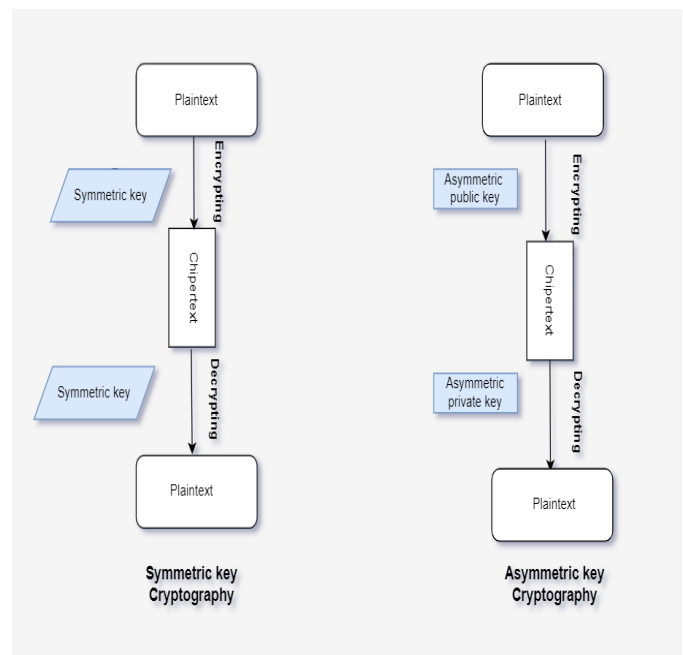 Plaintext
Encrypting
Symmetric key
Chipertext
Decrypting
Symmetric key
Plaintext
Symmetric key
Cryptography
Plaintext
Encrypting
Asymmetric
public key
Chipertext
Decrypting
Asymmetric
private key
Plaintext
Asymmetric key
Cryptography